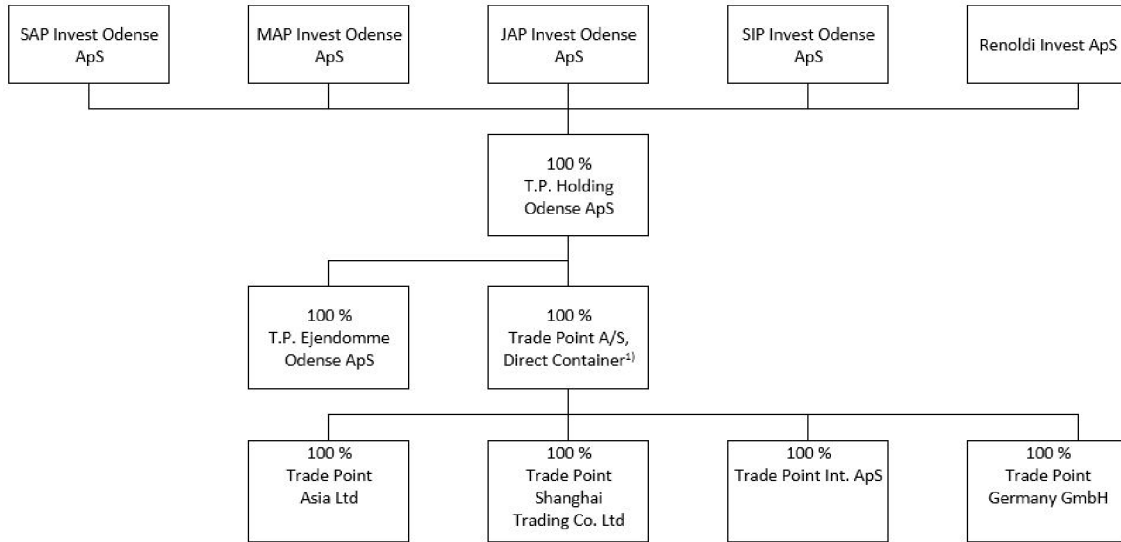 SAP Invest Odense
ApS
MAP Invest Odense
ApS
JAP Invest Odense
ApS
SIP Invest Odense
ApS
Renoldi Invest ApS
100 %
T.P. Holding
Odense ApS
100 %
T.P. Ejendomme
Odense ApS
100 %
Trade Point A/S,
Direct Container¹⁾
100 %
Trade Point
Asia Ltd
100 %
Trade Point
Shanghai
Trading Co. Ltd
100 %
Trade Point Int. ApS
100 %
Trade Point
Germany GmbH